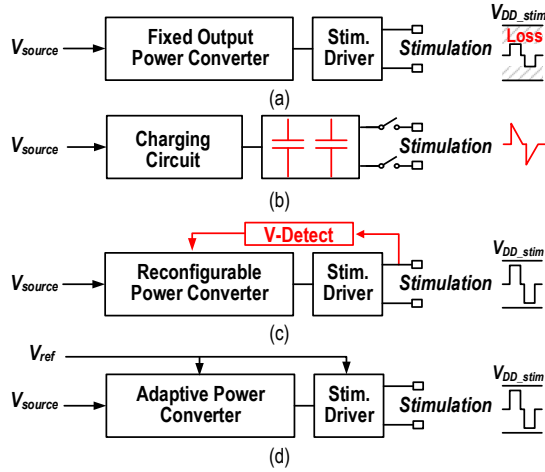 V_DD_stim
Fixed Output
Power Converter
Stim.
Driver
Stimulation
Loss
V_source
(a)
Charging
Circuit
Stimulation
V_source
(b)
V-Detect
V_DD_stim
Reconfigurable
Power Converter
Stim.
Driver
Stimulation
V_source
(c)
V_ref
V_DD_stim
Adaptive Power
Converter
Stim.
Driver
Stimulation
V_source
(d)